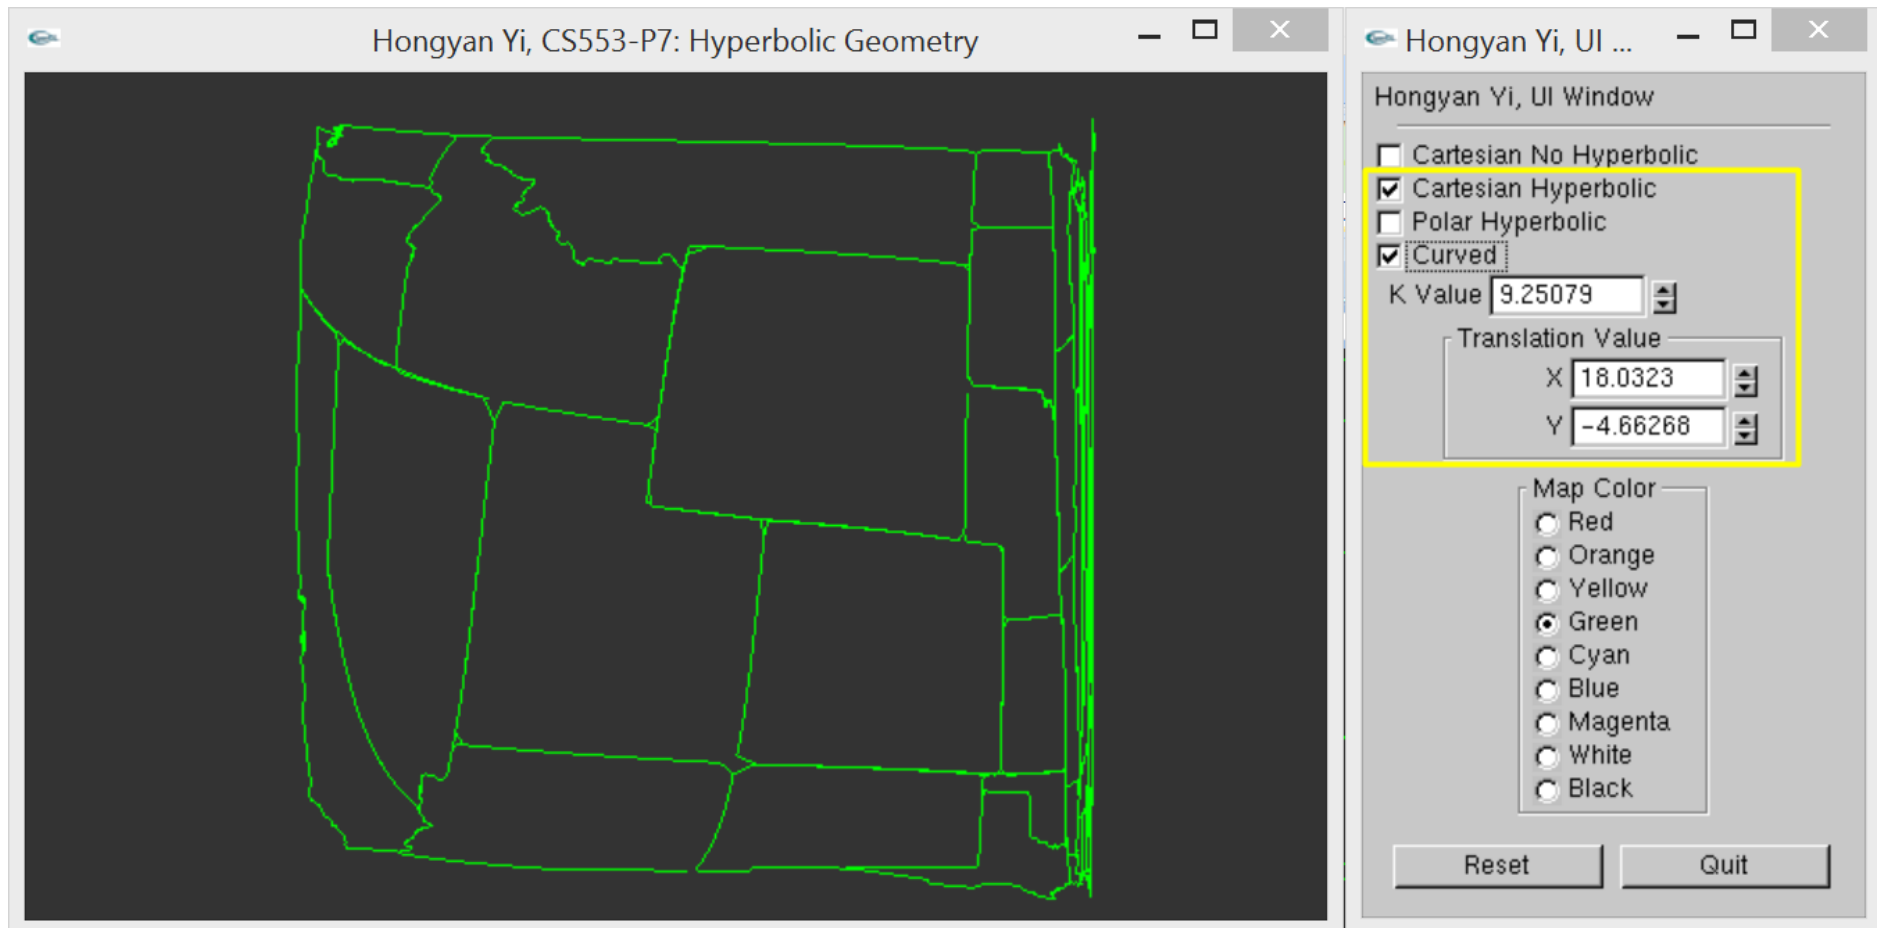 Hongyan Yi, CS553-P7: Hyperbolic Geometry
Hongyan Yi, UI ...
Hongyan Yi, UI Window
Cartesian No Hyperbolic
Cartesian Hyperbolic
Polar Hyperbolic
Curved
K Value 9.25079
Translation Value
X 18.0323
Y -4.66268
Map Color
Red
Orange
Yellow
Green
Cyan
Blue
Magenta
White
Black
Reset Quit